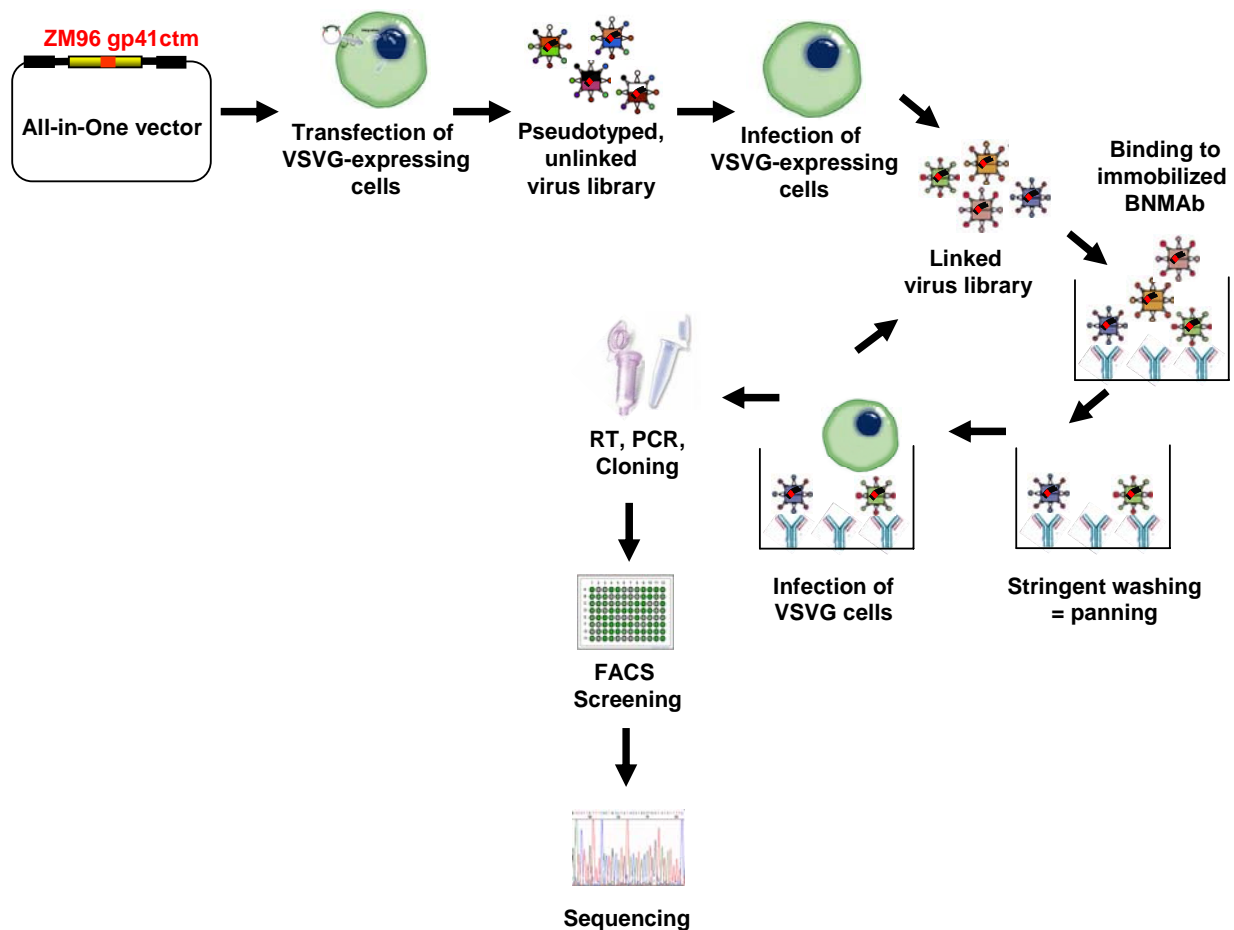 ZM96 gp41ctm
All-in-One vector
Transfection of
VSVG-expressing
cells
Pseudotyped,
unlinked
virus library
Infection of
VSVG-expressing
cells
Linked
virus library
Binding to
immobilized
BNMAb
Stringent washing
= panning
Infection of
VSVG cells
RT, PCR,
Cloning
FACS
Screening
Sequencing